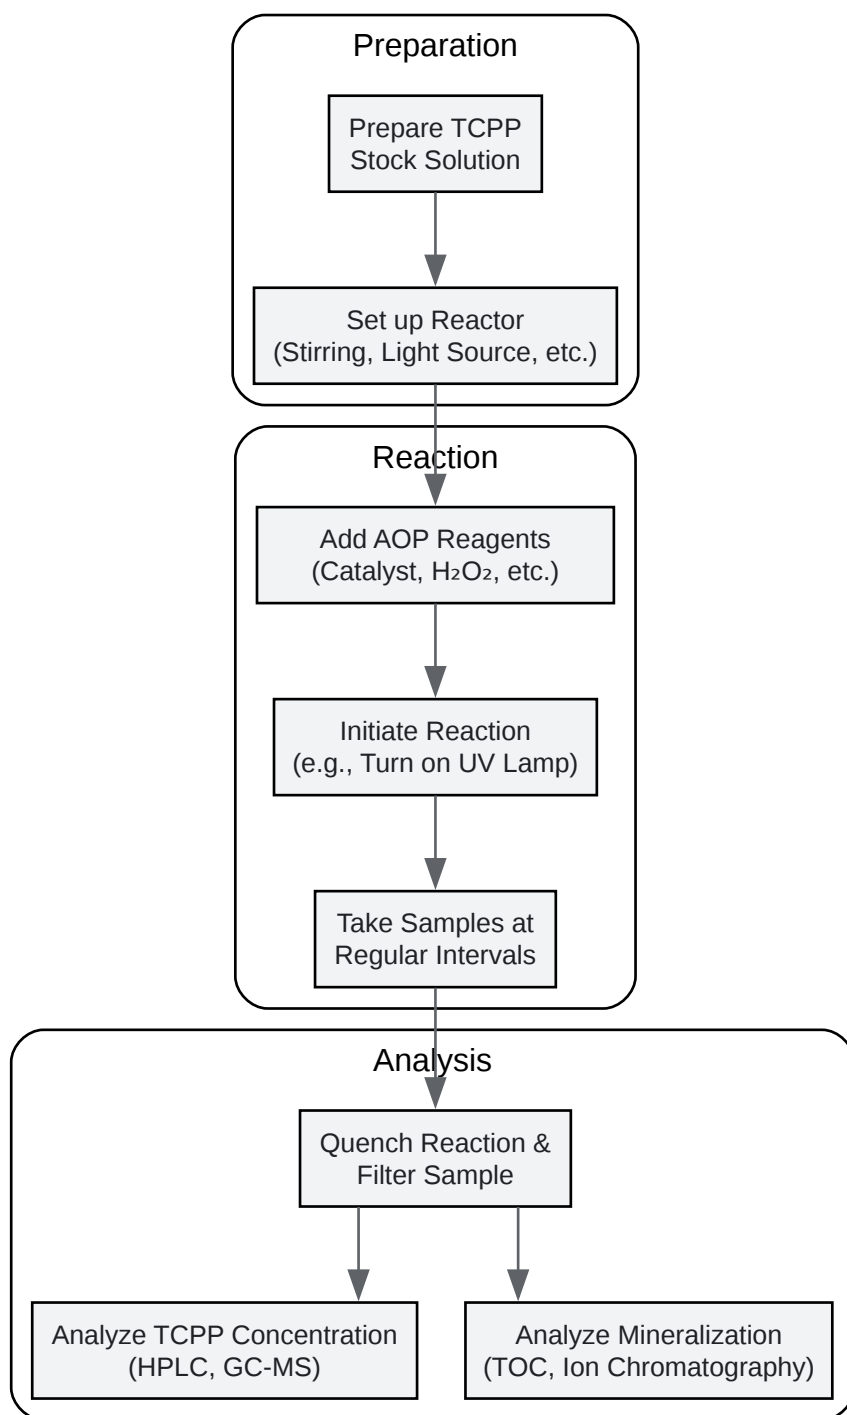 Preparation
Prepare TCPP
Stock Solution
Set up Reactor
(Stirring, Light Source, etc.)
Reaction
Add AOP Reagents
(Catalyst, H₂O₂, etc.)
Initiate Reaction
(e.g., Turn on UV Lamp)
Take Samples at
Regular Intervals
Analysis
Quench Reaction &
Filter Sample
Analyze TCPP Concentration
(HPLC, GC-MS)
Analyze Mineralization
(TOC, Ion Chromatography)